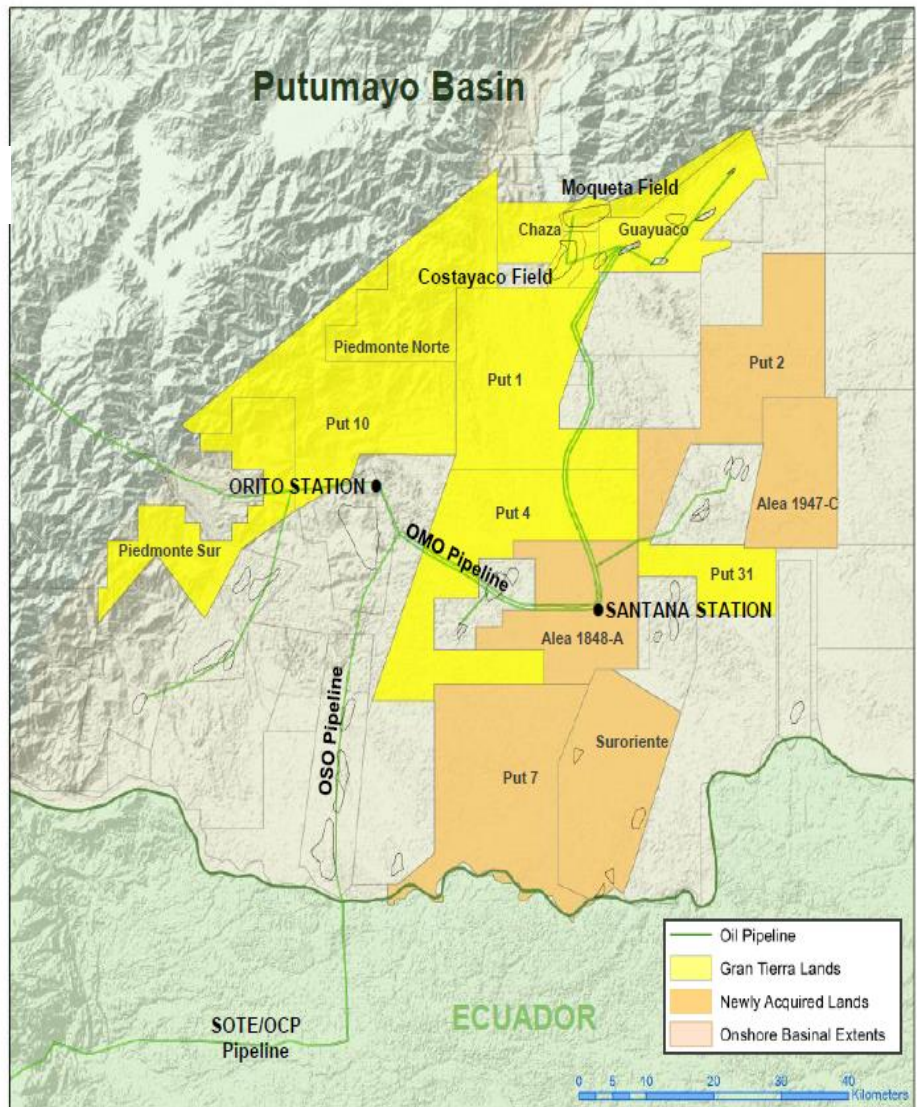 Putumayo Basin
Moqueta Field
Chaza
Guayuaco
Costayaco Field
Piedmonte Norte
Put 1
Put 2
Put 10
ORITO STATION
Put 4
Alea 1947-C
Piedmonte Sur
OMO Pipeline
Put 31
SANTANA STATION
Alea 1848-A
OSO Pipeline
Suroriente
Put 7
Oil Pipeline
Gran Tierra Lands
Newly Acquired Lands
Onshore Basinal Extents
SOTE/OCP
Pipeline
ECUADOR
0 5 10 20 30 40
Kilometers